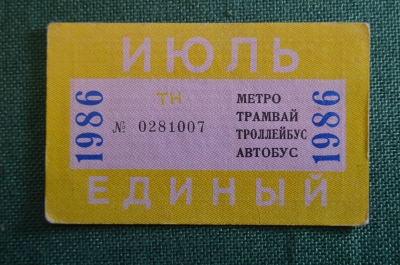 ИЮЛЬ
1986
ТН
№ 0281007
МЕТРО
ТРАМВАЙ
ТРОЛЛЕЙБУС
АВТОБУС
1986
ЕДИНЫЙ